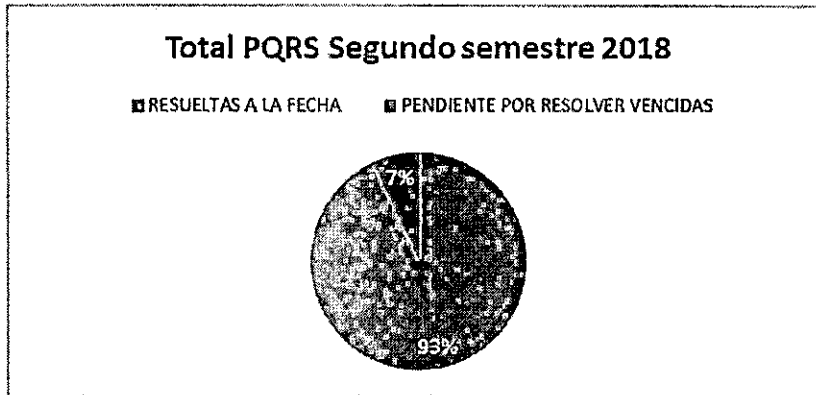 Total PQRS Segundo semestre 2018
RESUELTAS A LA FECHA PENDIENTE POR RESOLVER VENCIDAS
7%
93%